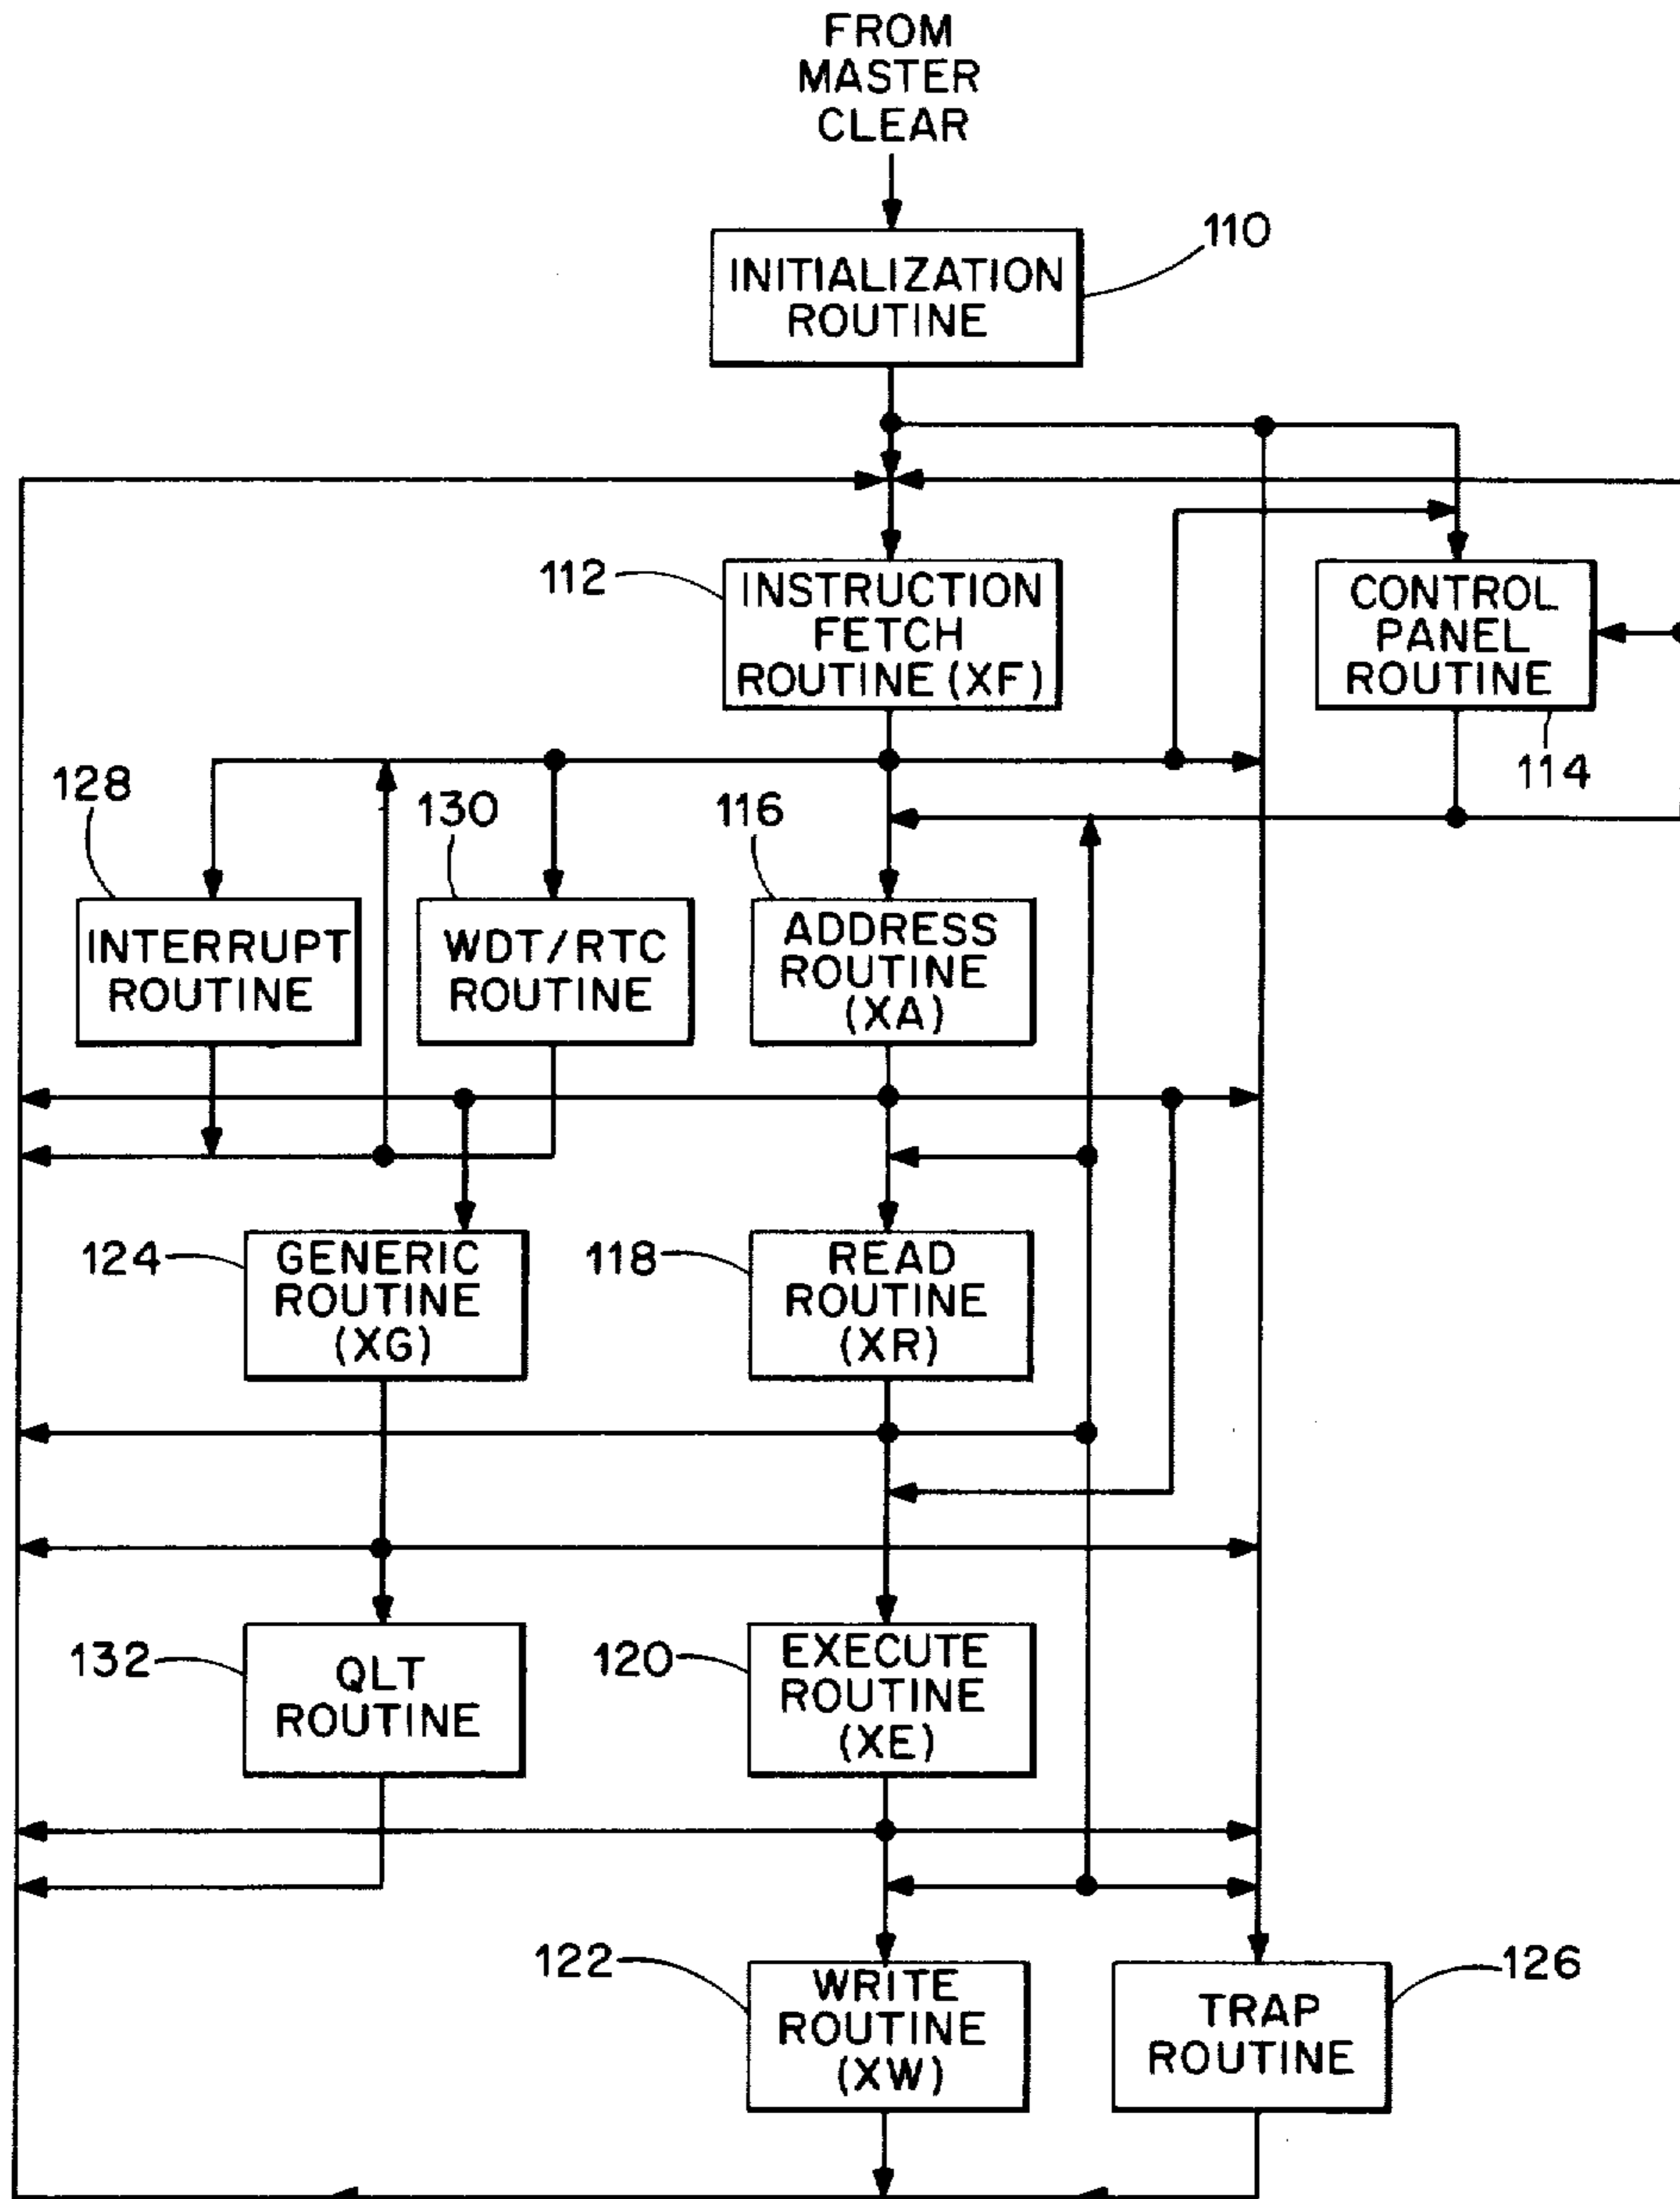 FROM
MASTER
CLEAR
110
INITIALIZATION
ROUTINE
112
INSTRUCTION
FETCH
ROUTINE (XF)
CONTROL
PANEL
ROUTINE
114
128
130
116
INTERRUPT
ROUTINE
WDT/RTC
ROUTINE
ADDRESS
ROUTINE
(XA)
124
GENERIC
ROUTINE
(XG)
118
READ
ROUTINE
(XR)
132
QLT
ROUTINE
120
EXECUTE
ROUTINE
(XE)
122
WRITE
ROUTINE
(XW)
126
TRAP
ROUTINE